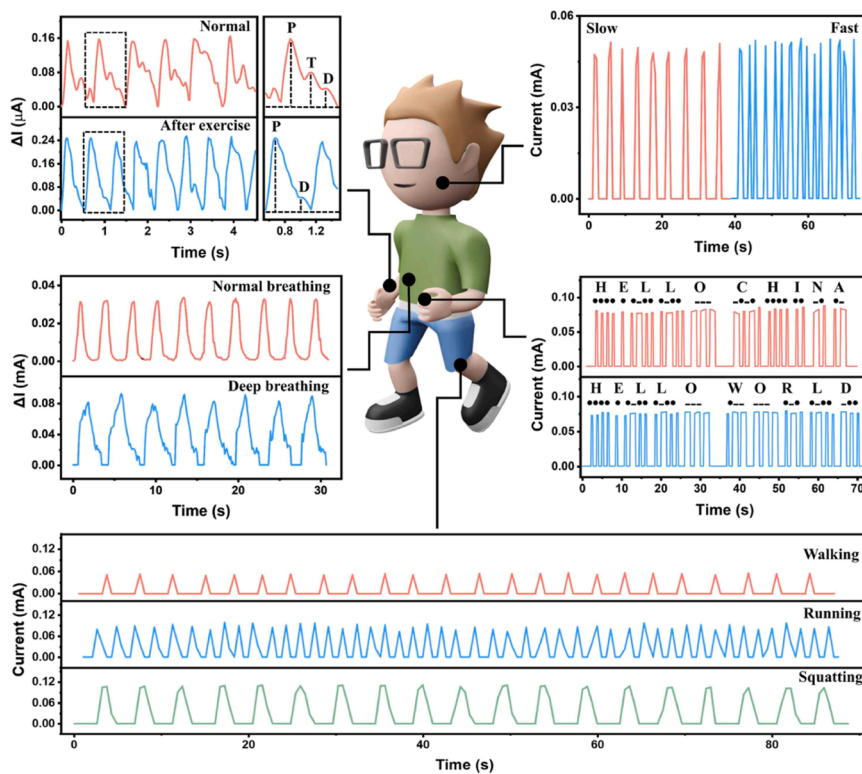 Normal
P
T
D
0.16
0.08
0.00
ΔI (μA)
After exercise
P
D
0.24
0.16
0.08
0.00
0 1 2 3 4
0.8 1.2
Time (s)
Time (s)
Slow Fast
0.06
0.03
0.00
Current (mA)
0 20 40 60
Time (s)
Normal breathing
0.04
0.02
0.00
ΔI (mA)
Deep breathing
0.08
0.04
0.00
0 10 20 30
Time (s)
H E L L O C H I N A
●●●● ● ●–●● ●–●● ––– –●–● ●●●● ●● –● ●–
0.10
0.05
0.00
Current (mA)
H E L L O W O R L D
●●●● ● ●–●● ●–●● ––– ●–– ––– ●–● ●–●● –●●
0.10
0.05
0.00
0 10 20 30 40 50 60 70
Time (s)
Walking
0.12
0.06
0.00
Running
0.12
0.06
0.00
Current (mA)
Squatting
0.12
0.06
0.00
0 20 40 60 80
Time (s)